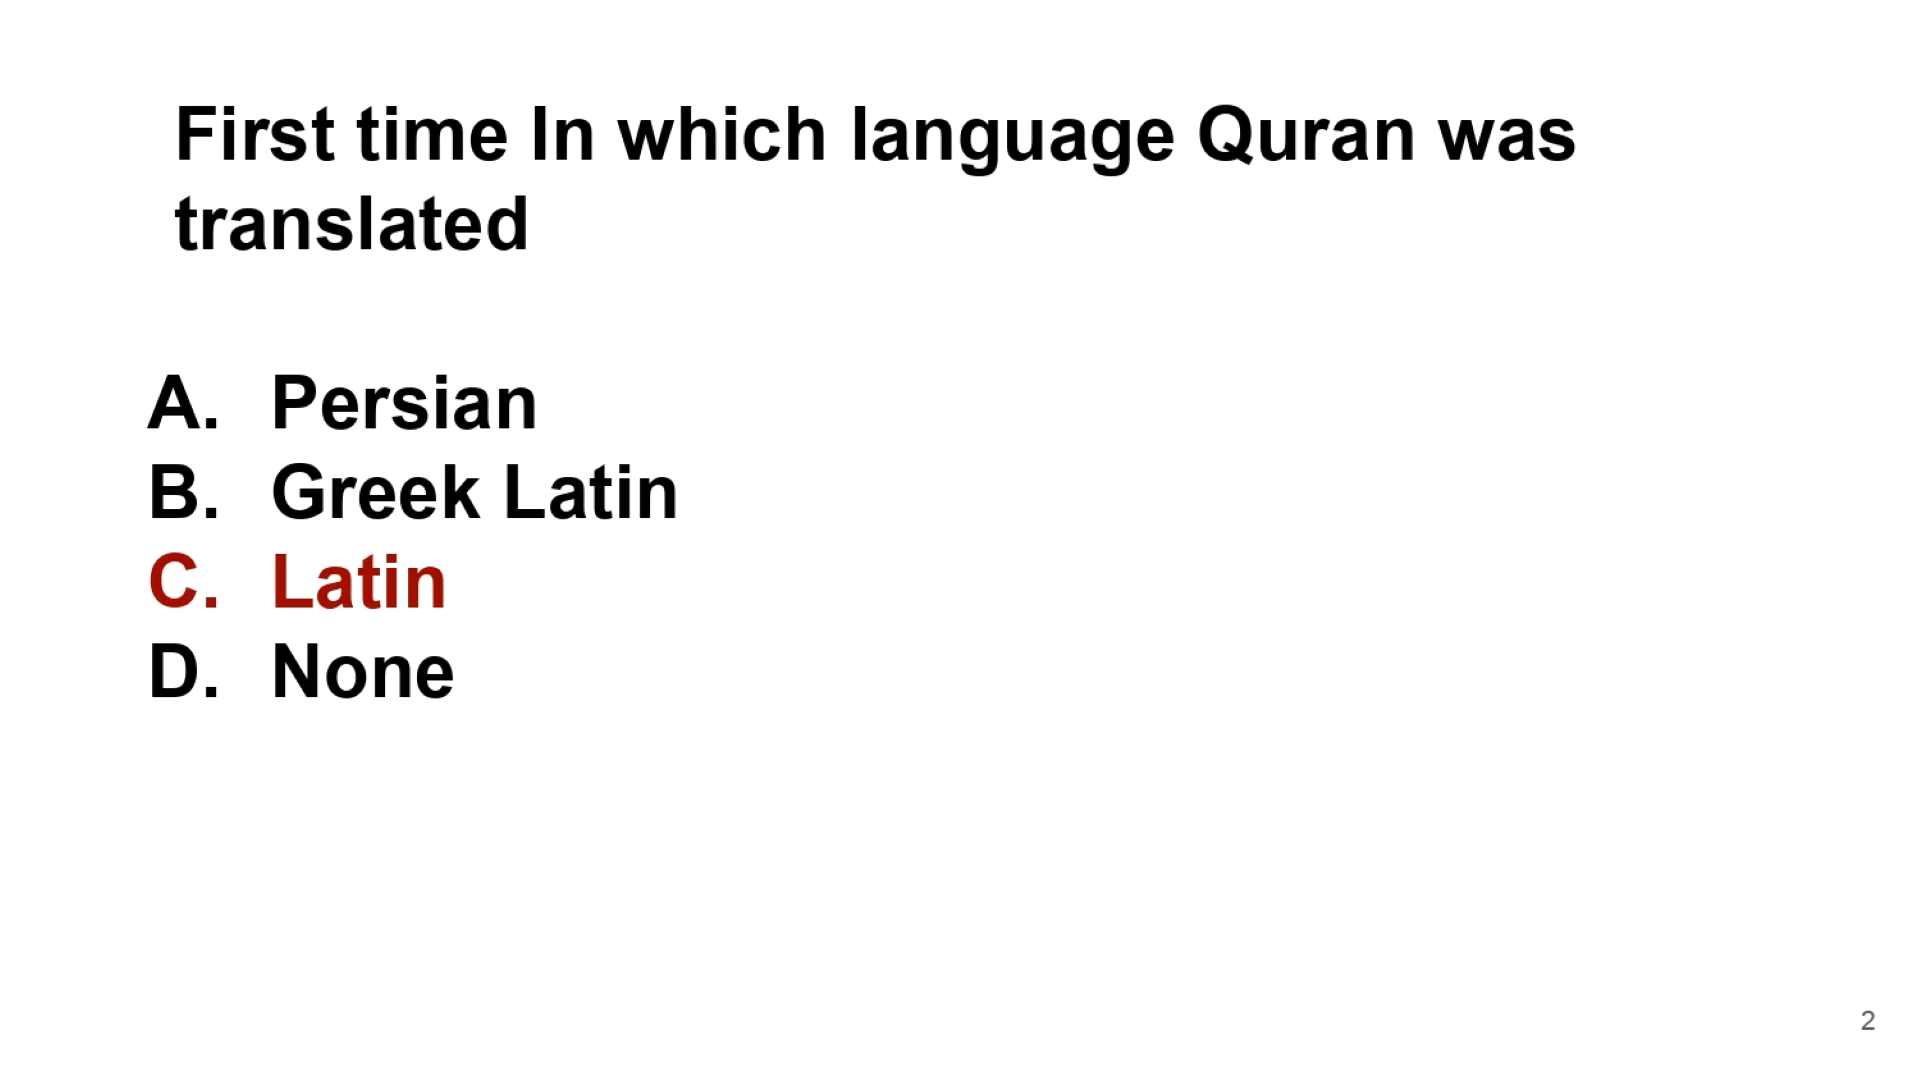 First time In which language Quran was
translated
A. Persian
B. Greek Latin
C. Latin
D. None
2